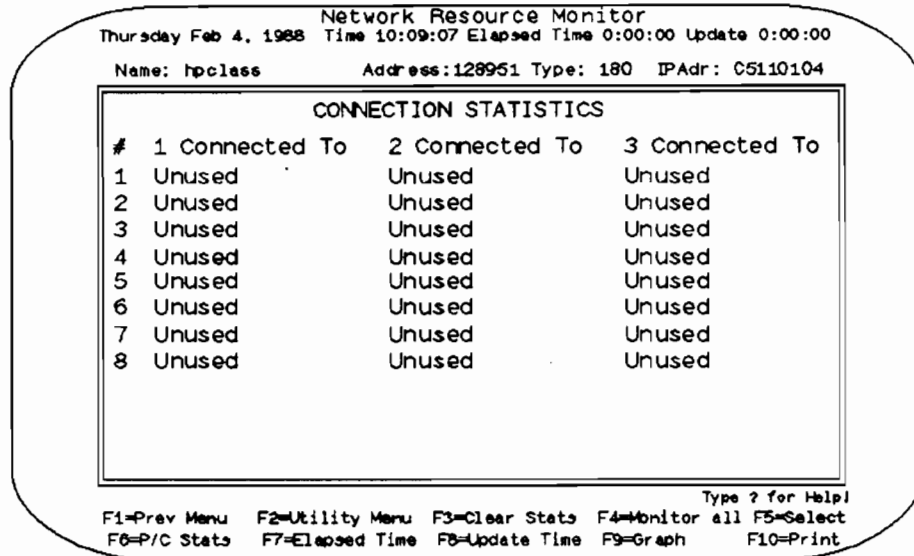 Network Resource Monitor
Thursday Feb 4, 1988 Time 10:09:07 Elapsed Time 0:00:00 Update 0:00:00
Name: hpclass Address:128951 Type: 180 IPAdr: C5110104
CONNECTION STATISTICS
# 1 Connected To 2 Connected To 3 Connected To
1 Unused Unused Unused
2 Unused Unused Unused
3 Unused Unused Unused
4 Unused Unused Unused
5 Unused Unused Unused
6 Unused Unused Unused
7 Unused Unused Unused
8 Unused Unused Unused
Type ? for Help!
F1=Prev Menu F2=Utility Menu F3=Clear Stats F4=Monitor all F5=Select
F6=P/C Stats F7=Elapsed Time F8=Update Time F9=Graph F10=Print